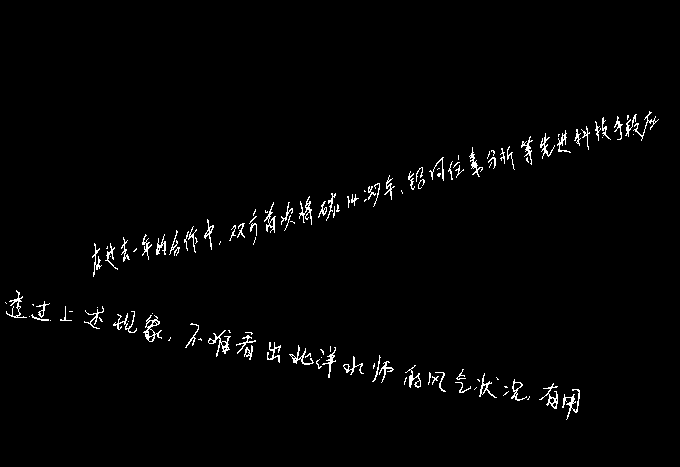 在过去一年的合作中，双方首次将碳14测年、铅同位素分析等先进科技手段应
透过上述现象，不难看出北洋水师的风气状况，有用